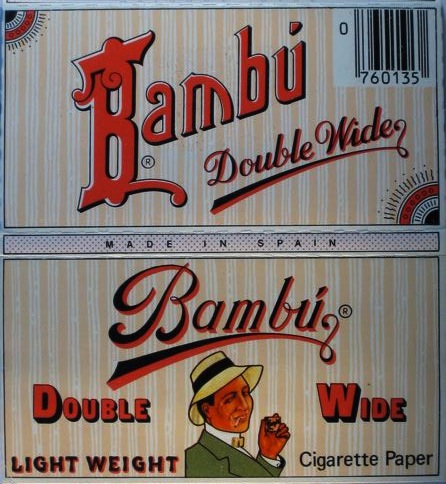 0
760135
Bambú
®
Double Wide
MADE IN SPAIN
Bambú®
DOUBLE WIDE
LIGHT WEIGHT
Cigarette Paper